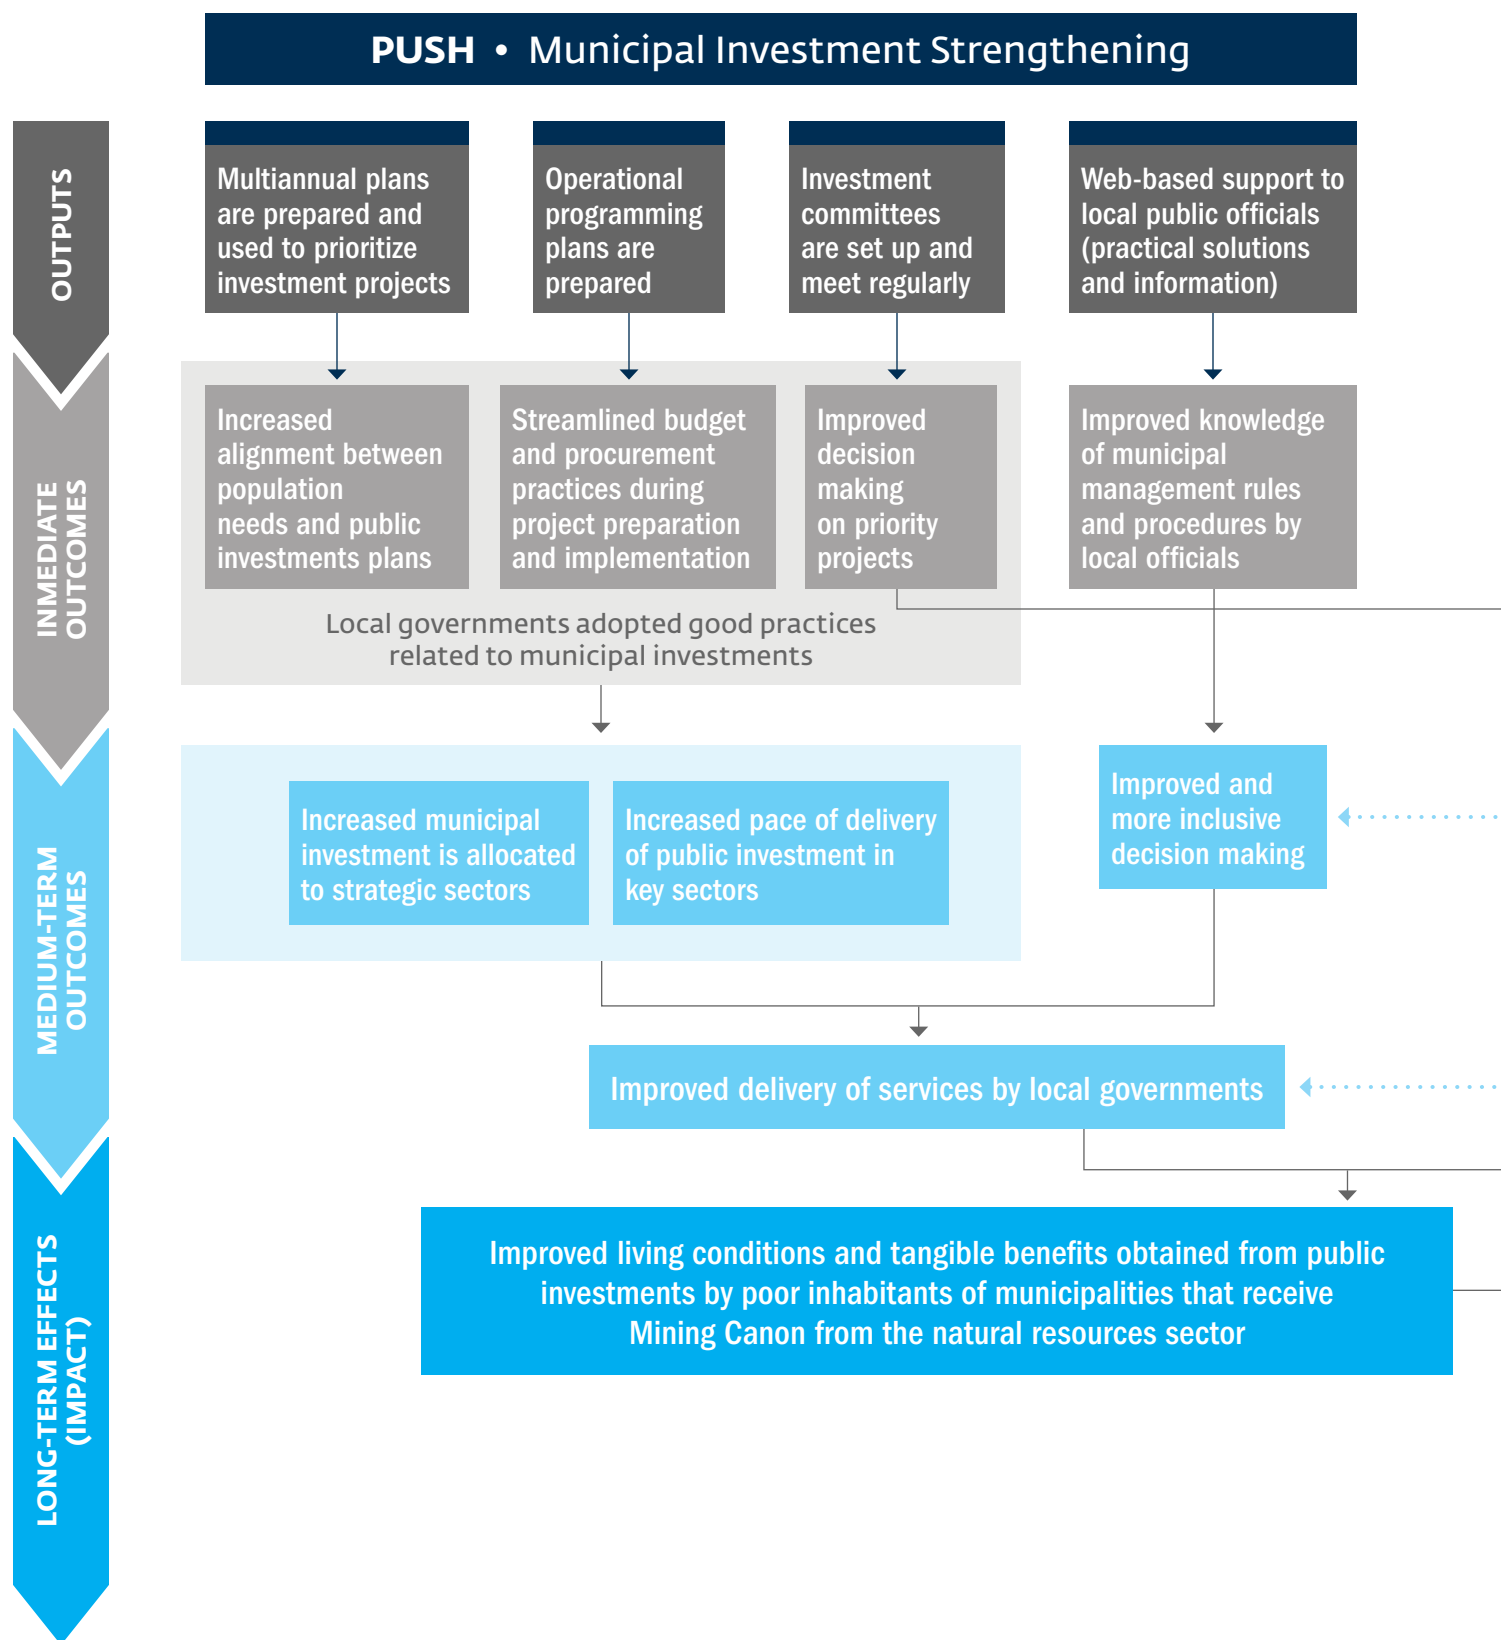 PUSH • Municipal Investment Strengthening
OUTPUTS
Multiannual plans
are prepared and
used to prioritize
investment projects
Operational
programming
plans are
prepared
Investment
committees
are set up and
meet regularly
Web-based support to
local public officials
(practical solutions
and information)
INMEDIATE
OUTCOMES
Increased
alignment between
population
needs and public
investments plans
Streamlined budget
and procurement
practices during
project preparation
and implementation
Improved
decision
making
on priority
projects
Improved knowledge
of municipal
management rules
and procedures by
local officials
Local governments adopted good practices
related to municipal investments
MEDIUM-TERM
OUTCOMES
Increased municipal
investment is allocated
to strategic sectors
Increased pace of delivery
of public investment in
key sectors
Improved and
more inclusive
decision making
Improved delivery of services by local governments
LONG-TERM EFFECTS
(IMPACT)
Improved living conditions and tangible benefits obtained from public
investments by poor inhabitants of municipalities that receive
Mining Canon from the natural resources sector